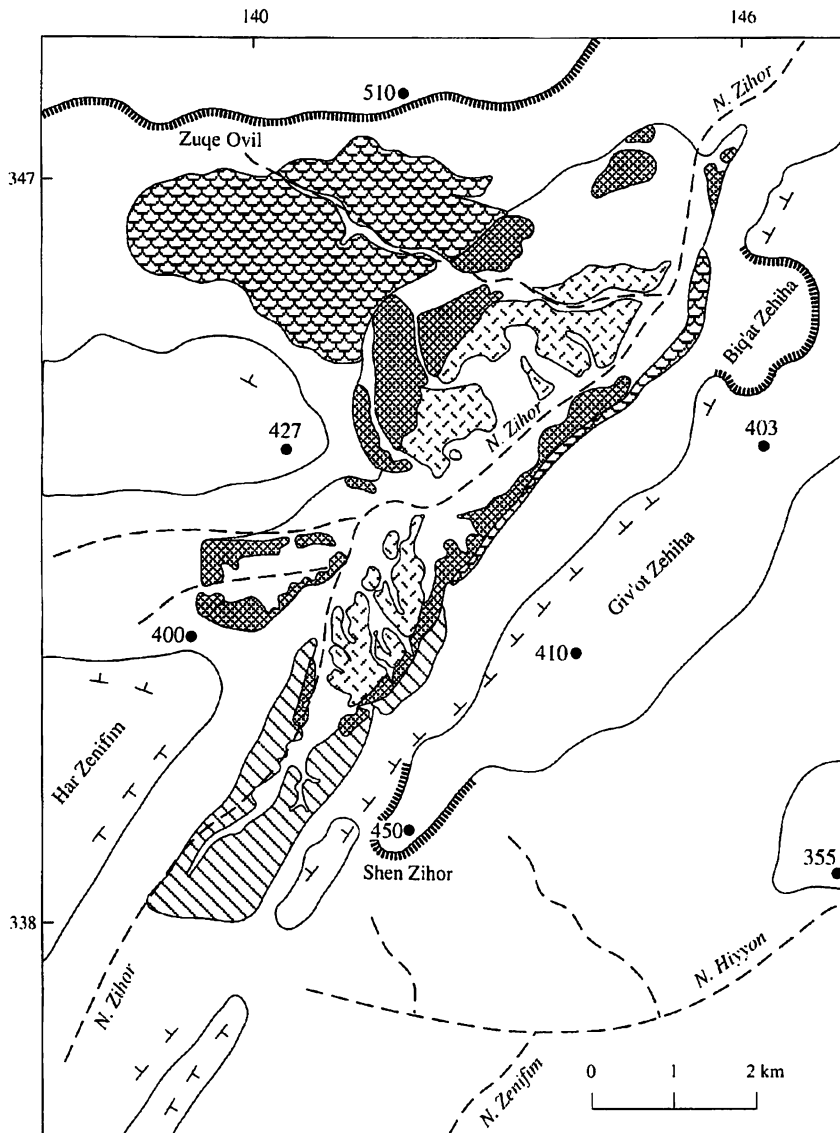 140
146
N. Zihor
510
Zuqe Ovil
347
Biq'at Zehiha
N. Zihor
427
403
Giv'ot Zehiha
400
410
Har Zenifim
450
355
Shen Zihor
338
N. Hiyyon
N. Zihor
0 1 2 km
N. Zenifim